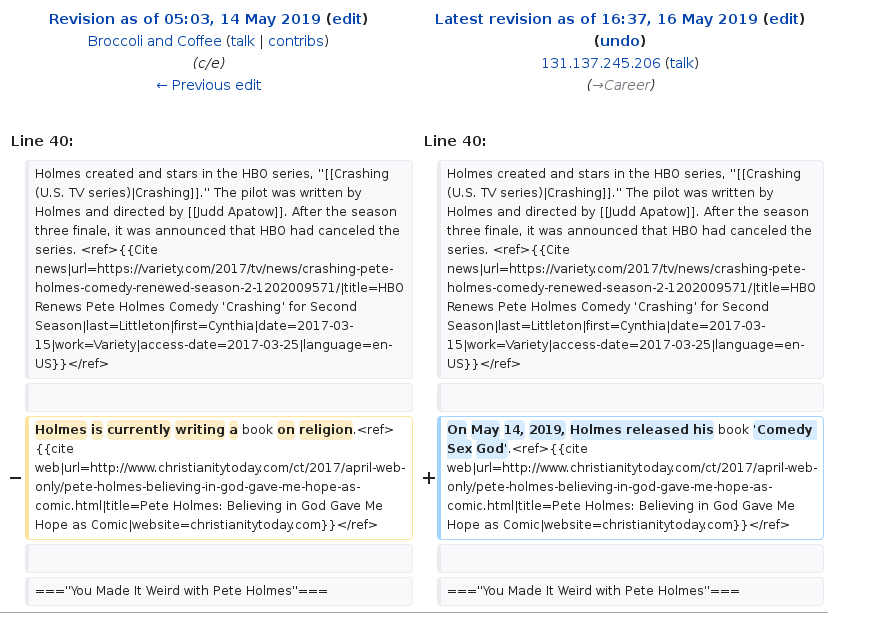 Revision as of 05:03, 14 May 2019 (edit)
Broccoli and Coffee (talk | contribs)
(c/e)
← Previous edit
Latest revision as of 16:37, 16 May 2019 (edit)
(undo)
131.137.245.206 (talk)
(→Career)
Line 40:
Line 40:
Holmes created and stars in the HBO series, "[[Crashing
(U.S. TV series)|Crashing]]." The pilot was written by
Holmes and directed by [[Judd Apatow]]. After the season
three finale, it was announced that HBO had canceled the
series. <ref>{{Cite
news|url=https://variety.com/2017/tv/news/crashing-pete-
holmes-comedy-renewed-season-2-1202009571/|title=HBO
Renews Pete Holmes Comedy 'Crashing' for Second
Season|last=Littleton|first=Cynthia|date=2017-03-
15|work=Variety|access-date=2017-03-25|language=en-
US}}</ref>
Holmes created and stars in the HBO series, "[[Crashing
(U.S. TV series)|Crashing]]." The pilot was written by
Holmes and directed by [[Judd Apatow]]. After the season
three finale, it was announced that HBO had canceled the
series. <ref>{{Cite
news|url=https://variety.com/2017/tv/news/crashing-pete-
holmes-comedy-renewed-season-2-1202009571/|title=HBO
Renews Pete Holmes Comedy 'Crashing' for Second
Season|last=Littleton|first=Cynthia|date=2017-03-
15|work=Variety|access-date=2017-03-25|language=en-
US}}</ref>
−
Holmes is currently writing a book on religion.<ref>
{{cite
web|url=http://www.christianitytoday.com/ct/2017/april-web-
only/pete-holmes-believing-in-god-gave-me-hope-as-
comic.html|title=Pete Holmes: Believing in God Gave Me
Hope as Comic|website=christianitytoday.com}}</ref>
+
On May 14, 2019, Holmes released his book 'Comedy
Sex God'.<ref>{{cite
web|url=http://www.christianitytoday.com/ct/2017/april-web-
only/pete-holmes-believing-in-god-gave-me-hope-as-
comic.html|title=Pete Holmes: Believing in God Gave Me
Hope as Comic|website=christianitytoday.com}}</ref>
==="You Made It Weird with Pete Holmes"===
==="You Made It Weird with Pete Holmes"===